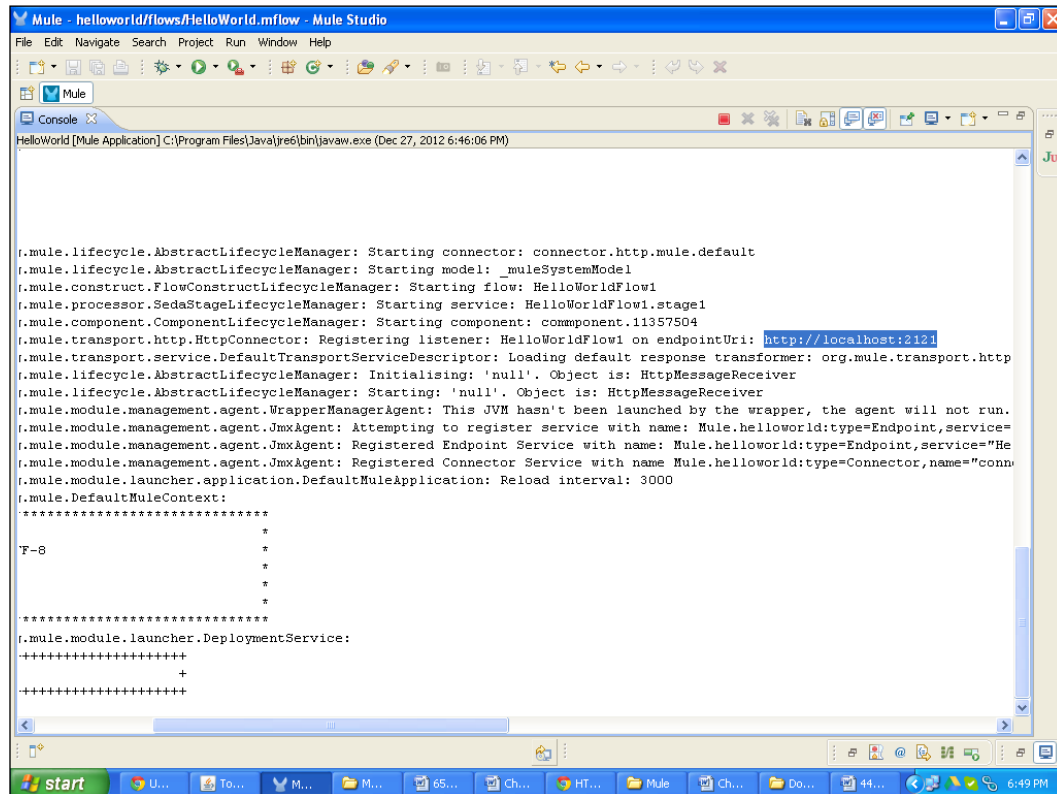 Mule - helloworld/flows/HelloWorld.mflow - Mule Studio
File Edit Navigate Search Project Run Window Help
Mule
Console
HelloWorld [Mule Application] C:\Program Files\Java\jre6\bin\javaw.exe (Dec 27, 2012 6:46:06 PM)
Ju
.mule.lifecycle.AbstractLifecycleManager: Starting connector: connector.http.mule.default
.mule.lifecycle.AbstractLifecycleManager: Starting model: _muleSystemModel
.mule.construct.FlowConstructLifecycleManager: Starting flow: HelloWorldFlow1
.mule.processor.SedaStageLifecycleManager: Starting service: HelloWorldFlow1.stage1
.mule.component.ComponentLifecycleManager: Starting component: commponent.11357504
.mule.transport.http.HttpConnector: Registering listener: HelloWorldFlow1 on endpointUri: http://localhost:2121
.mule.transport.service.DefaultTransportServiceDescriptor: Loading default response transformer: org.mule.transport.http
.mule.lifecycle.AbstractLifecycleManager: Initialising: 'null'. Object is: HttpMessageReceiver
.mule.lifecycle.AbstractLifecycleManager: Starting: 'null'. Object is: HttpMessageReceiver
.mule.module.management.agent.WrapperManagerAgent: This JVM hasn't been launched by the wrapper, the agent will not run.
.mule.module.management.agent.JmxAgent: Attempting to register service with name: Mule.helloworld:type=Endpoint,service=
.mule.module.management.agent.JmxAgent: Registered Endpoint Service with name: Mule.helloworld:type=Endpoint,service="He
.mule.module.management.agent.JmxAgent: Registered Connector Service with name Mule.helloworld:type=Connector,name="conn
.mule.module.launcher.application.DefaultMuleApplication: Reload interval: 3000
.mule.DefaultMuleContext:
******************************
*
F-8 *
*
*
*
******************************
.mule.module.launcher.DeploymentService:
++++++++++++++++++++
+
++++++++++++++++++++
start U... To... M... M... 65... Ch... HT... Mule Ch... Do... 44... 6:49 PM